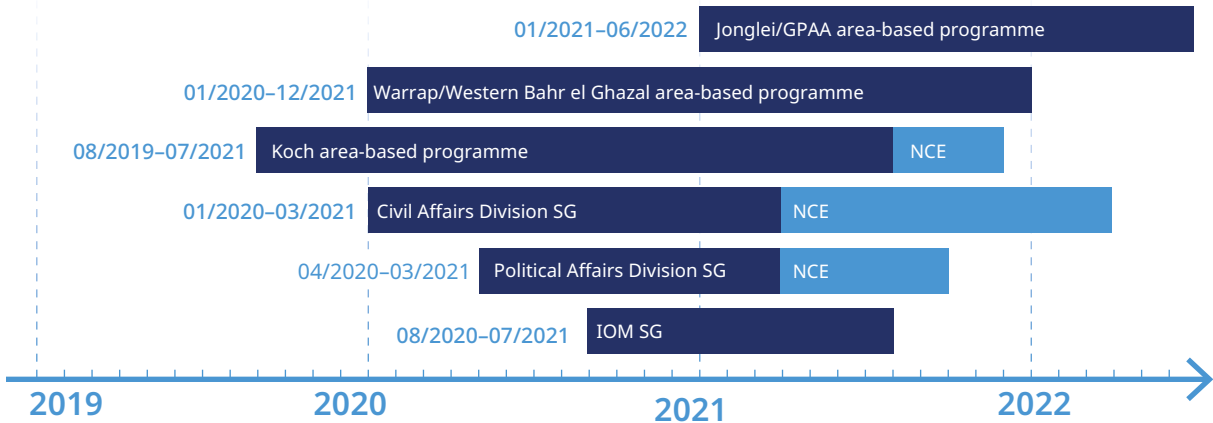 01/2021–06/2022 Jonglei/GPAA area-based programme
01/2020–12/2021 Warrap/Western Bahr el Ghazal area-based programme
08/2019–07/2021 Koch area-based programme NCE
01/2020–03/2021 Civil Affairs Division SG NCE
04/2020–03/2021 Political Affairs Division SG NCE
08/2020–07/2021 IOM SG
2019 2020 2021 2022